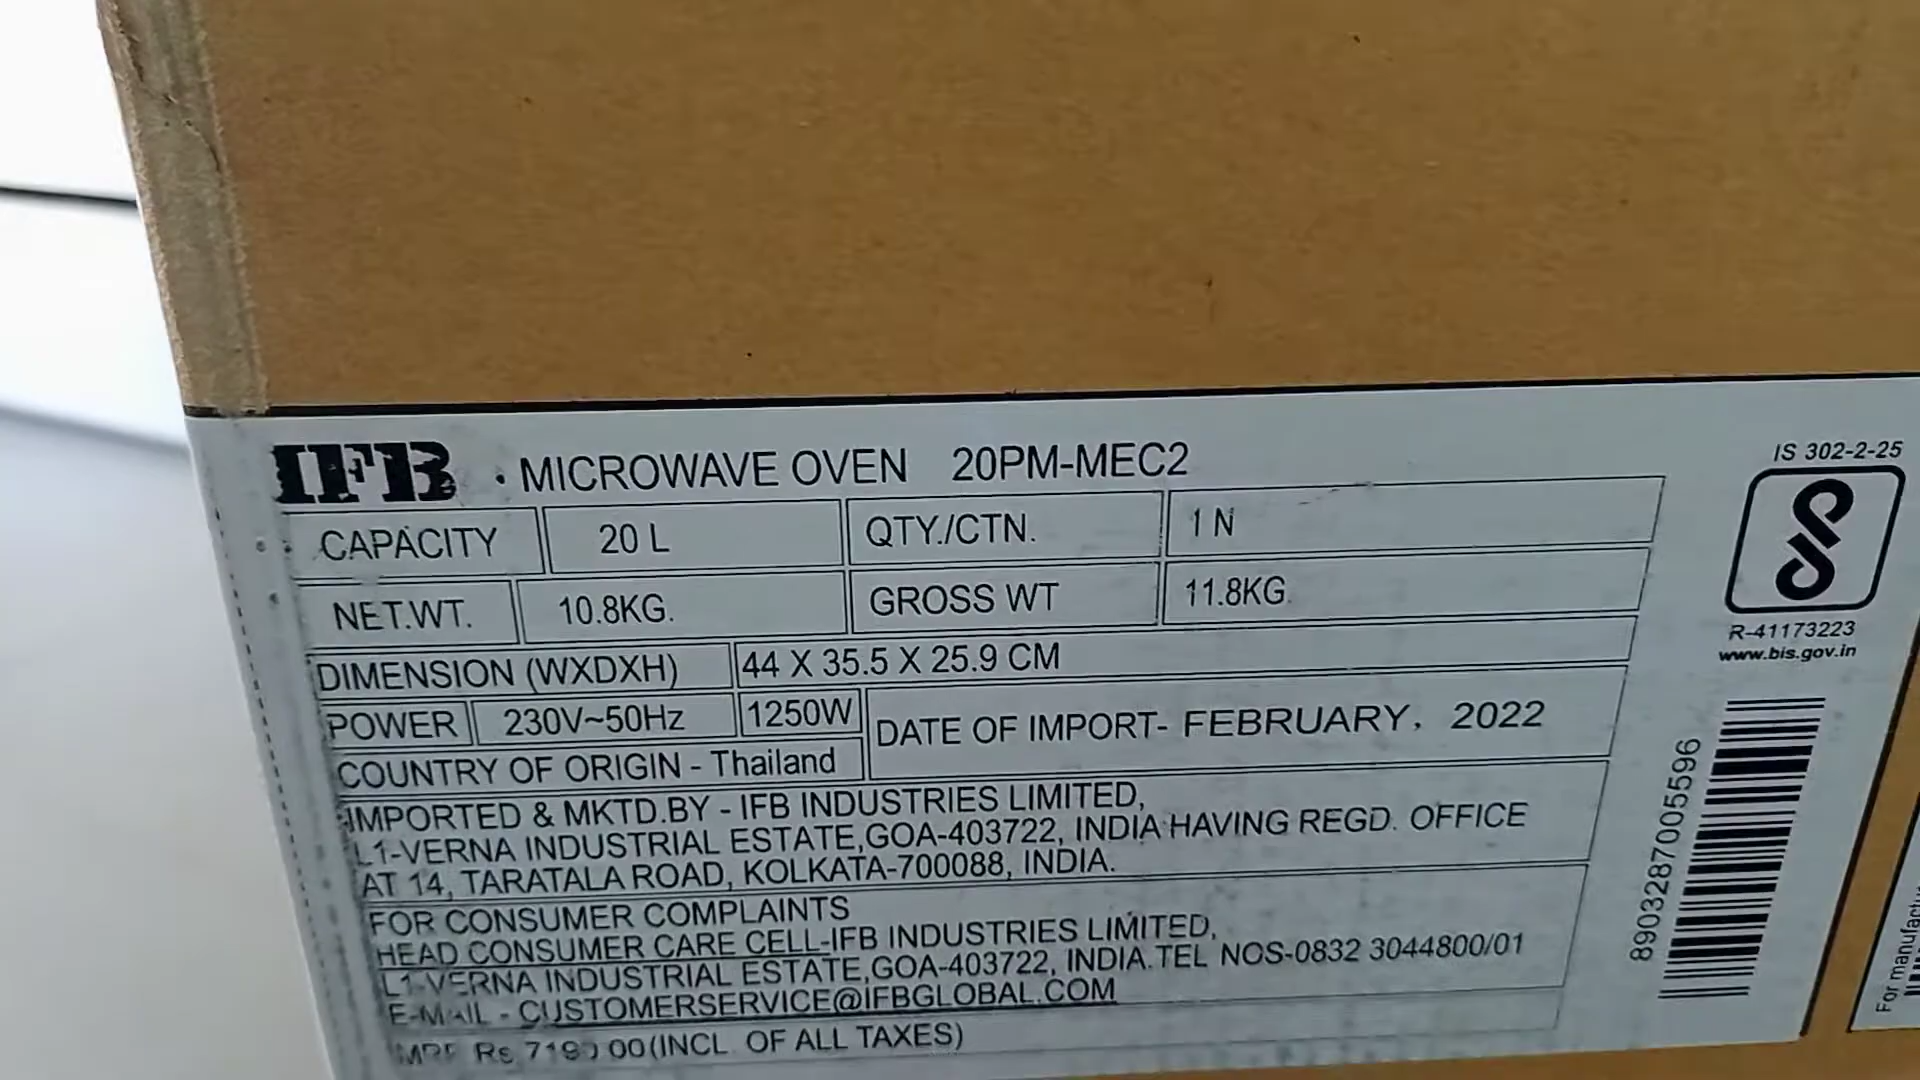 IFB MICROWAVE OVEN 20PM-MEC2
IS 302-2-25
CAPACITY 20 L QTY./CTN. 1 N
NET.WT. 10.8KG. GROSS WT 11.8KG.
R-41173223
www.bis.gov.in
DIMENSION (WXDXH) 44 X 35.5 X 25.9 CM
POWER 230V~50Hz 1250W DATE OF IMPORT- FEBRUARY, 2022
COUNTRY OF ORIGIN - Thailand
IMPORTED & MKTD.BY - IFB INDUSTRIES LIMITED,
L1-VERNA INDUSTRIAL ESTATE,GOA-403722, INDIA HAVING REGD. OFFICE
AT 14, TARATALA ROAD, KOLKATA-700088, INDIA.
FOR CONSUMER COMPLAINTS
HEAD CONSUMER CARE CELL-IFB INDUSTRIES LIMITED,
L1-VERNA INDUSTRIAL ESTATE,GOA-403722, INDIA.TEL NOS-0832 3044800/01
E-MAIL - CUSTOMERSERVICE@IFBGLOBAL.COM
MRP Rs. (INCL. OF ALL TAXES)
8903287005596
For